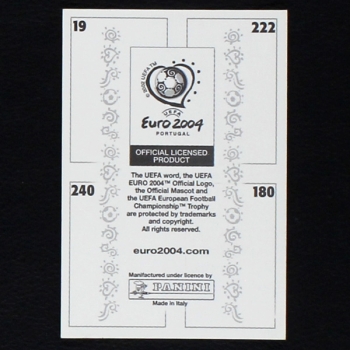 19
222
© 2002 UEFA TM
UEFA
EURO 2004
PORTUGAL
OFFICIAL LICENSED
PRODUCT
The UEFA word, the UEFA
EURO 2004™ Official Logo,
the Official Mascot and
the UEFA European Football
Championship™ Trophy
are protected by trademarks
and copyright.
All rights reserved.
240
180
euro2004.com
Manufactured under licence by
PANINI
Made in Italy